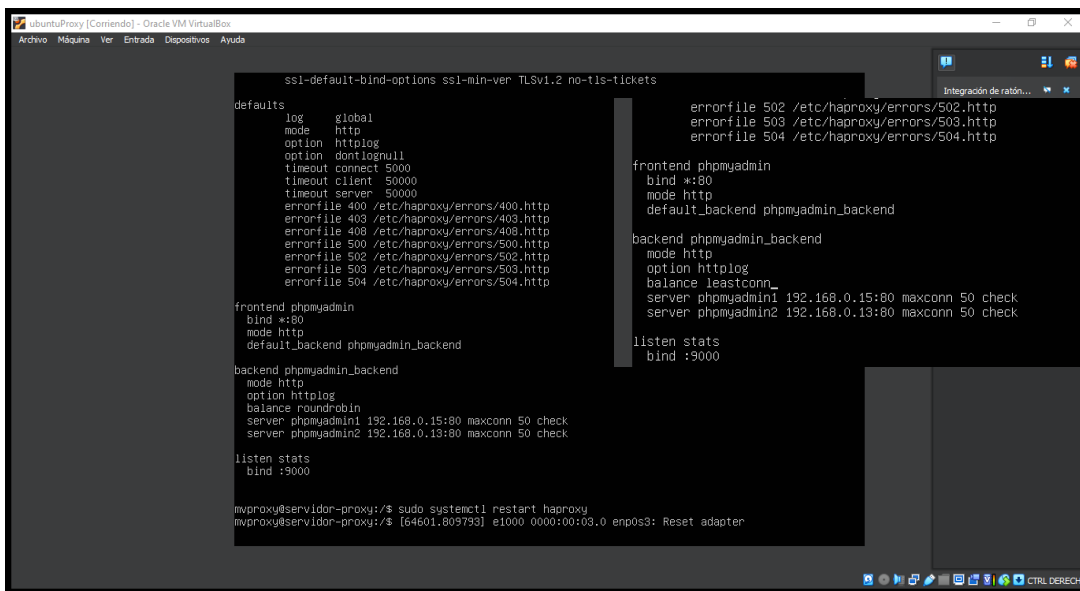 ubuntuProxy [Corriendo] - Oracle VM VirtualBox
Archivo Máquina Ver Entrada Dispositivos Ayuda
Integración de ratón...
ssl-default-bind-options ssl-min-ver TLSv1.2 no-tls-tickets
defaults
log global
mode http
option httplog
option dontlognull
timeout connect 5000
timeout client 50000
timeout server 50000
errorfile 400 /etc/haproxy/errors/400.http
errorfile 403 /etc/haproxy/errors/403.http
errorfile 408 /etc/haproxy/errors/408.http
errorfile 500 /etc/haproxy/errors/500.http
errorfile 502 /etc/haproxy/errors/502.http
errorfile 503 /etc/haproxy/errors/503.http
errorfile 504 /etc/haproxy/errors/504.http
frontend phpmyadmin
bind *:80
mode http
default_backend phpmyadmin_backend
backend phpmyadmin_backend
mode http
option httplog
balance roundrobin
server phpmyadmin1 192.168.0.15:80 maxconn 50 check
server phpmyadmin2 192.168.0.13:80 maxconn 50 check
listen stats
bind :9000
mvproxy@servidor-proxy:/$ sudo systemctl restart haproxy
mvproxy@servidor-proxy:/$ [64601.809793] e1000 0000:00:03.0 enp0s3: Reset adapter
errorfile 502 /etc/haproxy/errors/502.http
errorfile 503 /etc/haproxy/errors/503.http
errorfile 504 /etc/haproxy/errors/504.http
frontend phpmyadmin
bind *:80
mode http
default_backend phpmyadmin_backend
backend phpmyadmin_backend
mode http
option httplog
balance leastconn_
server phpmyadmin1 192.168.0.15:80 maxconn 50 check
server phpmyadmin2 192.168.0.13:80 maxconn 50 check
listen stats
bind :9000
CTRL DERECH